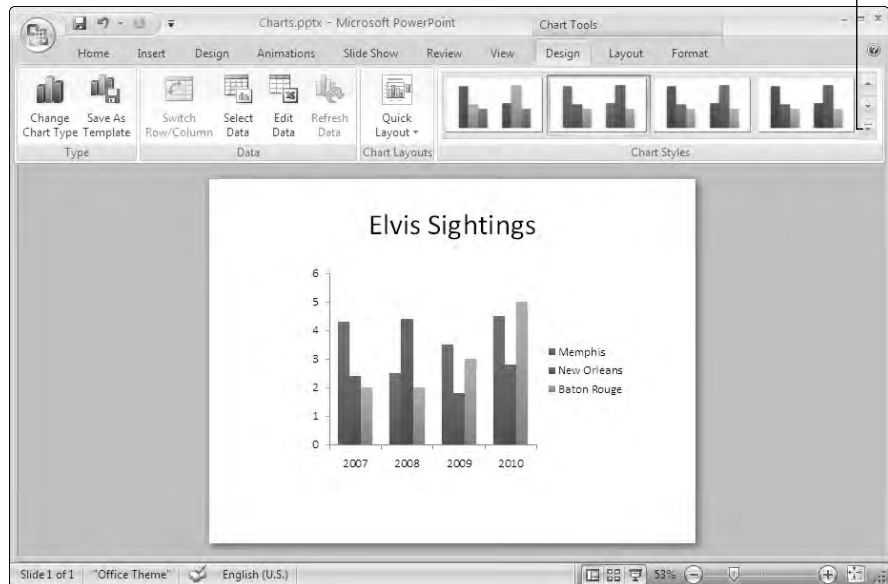 Charts.pptx - Microsoft PowerPoint
Chart Tools
Home Insert Design Animations Slide Show Review View Design Layout Format
Change Chart Type
Save As Template
Switch Row/Column
Select Data
Edit Data
Refresh Data
Quick Layout
Type
Data
Chart Layouts
Chart Styles
Elvis Sightings
6
5
4
3
2
1
0
2007 2008 2009 2010
Memphis
New Orleans
Baton Rouge
Slide 1 of 1 "Office Theme" English (U.S.) 53%